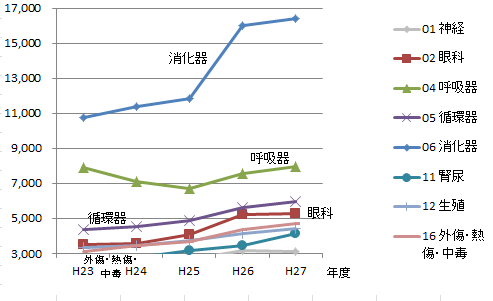 17,000
15,000
13,000
11,000
9,000
7,000
5,000
3,000
消化器
呼吸器
循環器
眼科
外傷・熱傷・
中毒
H23 H24 H25 H26 H27 年度
01 神経
02 眼科
04 呼吸器
05 循環器
06 消化器
11 腎尿
12 生殖
16 外傷・熱
傷・中毒